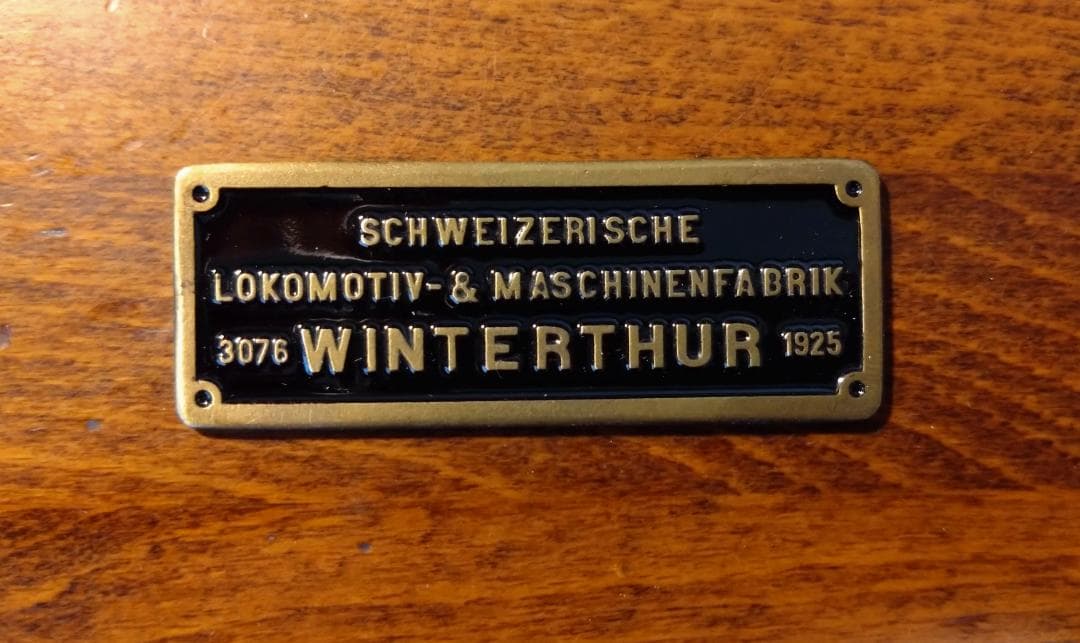 SCHWEIZERISCHE
LOKOMOTIV-& MASCHINENFABRIK
3076 WINTERTHUR 1925